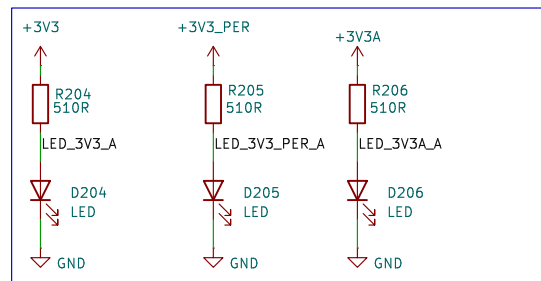 +3V3
+3V3_PER
+3V3A
R204
510R
R205
510R
R206
510R
LED_3V3_A
LED_3V3_PER_A
LED_3V3A_A
D204
LED
D205
LED
D206
LED
GND
GND
GND